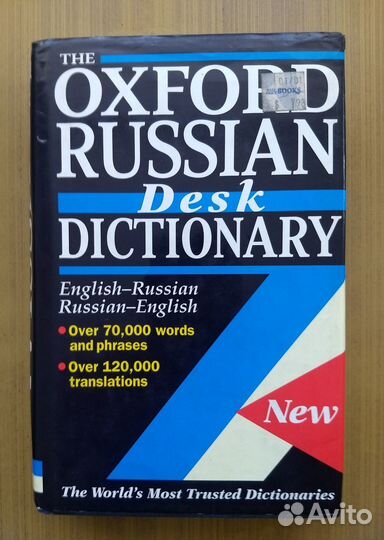 THE
OXFORD
RUSSIAN
Desk
DICTIONARY
English–Russian
Russian–English
Over 70,000 words
and phrases
Over 120,000
translations
New
The World's Most Trusted Dictionaries
Avito